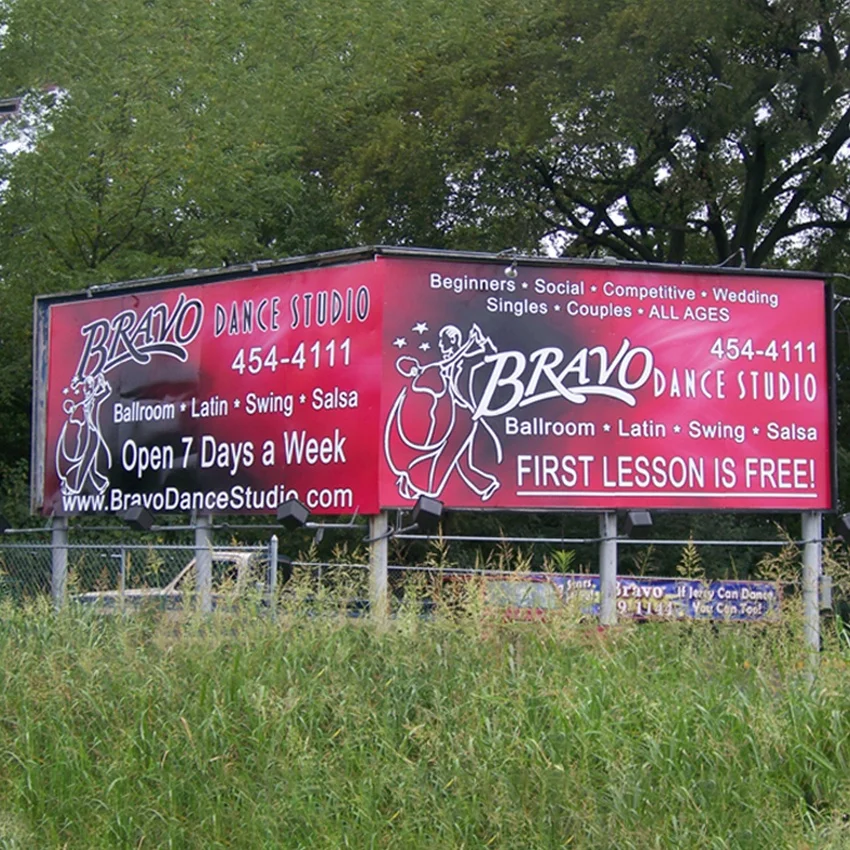 BRAVO DANCE STUDIO
454-4111
Ballroom * Latin * Swing * Salsa
Open 7 Days a Week
www.BravoDanceStudio.com
Beginners * Social * Competitive * Wedding
Singles * Couples * ALL AGES
454-4111
BRAVO DANCE STUDIO
Ballroom * Latin * Swing * Salsa
FIRST LESSON IS FREE!
Bravo If Jerry Can Dance,
You Can Too!